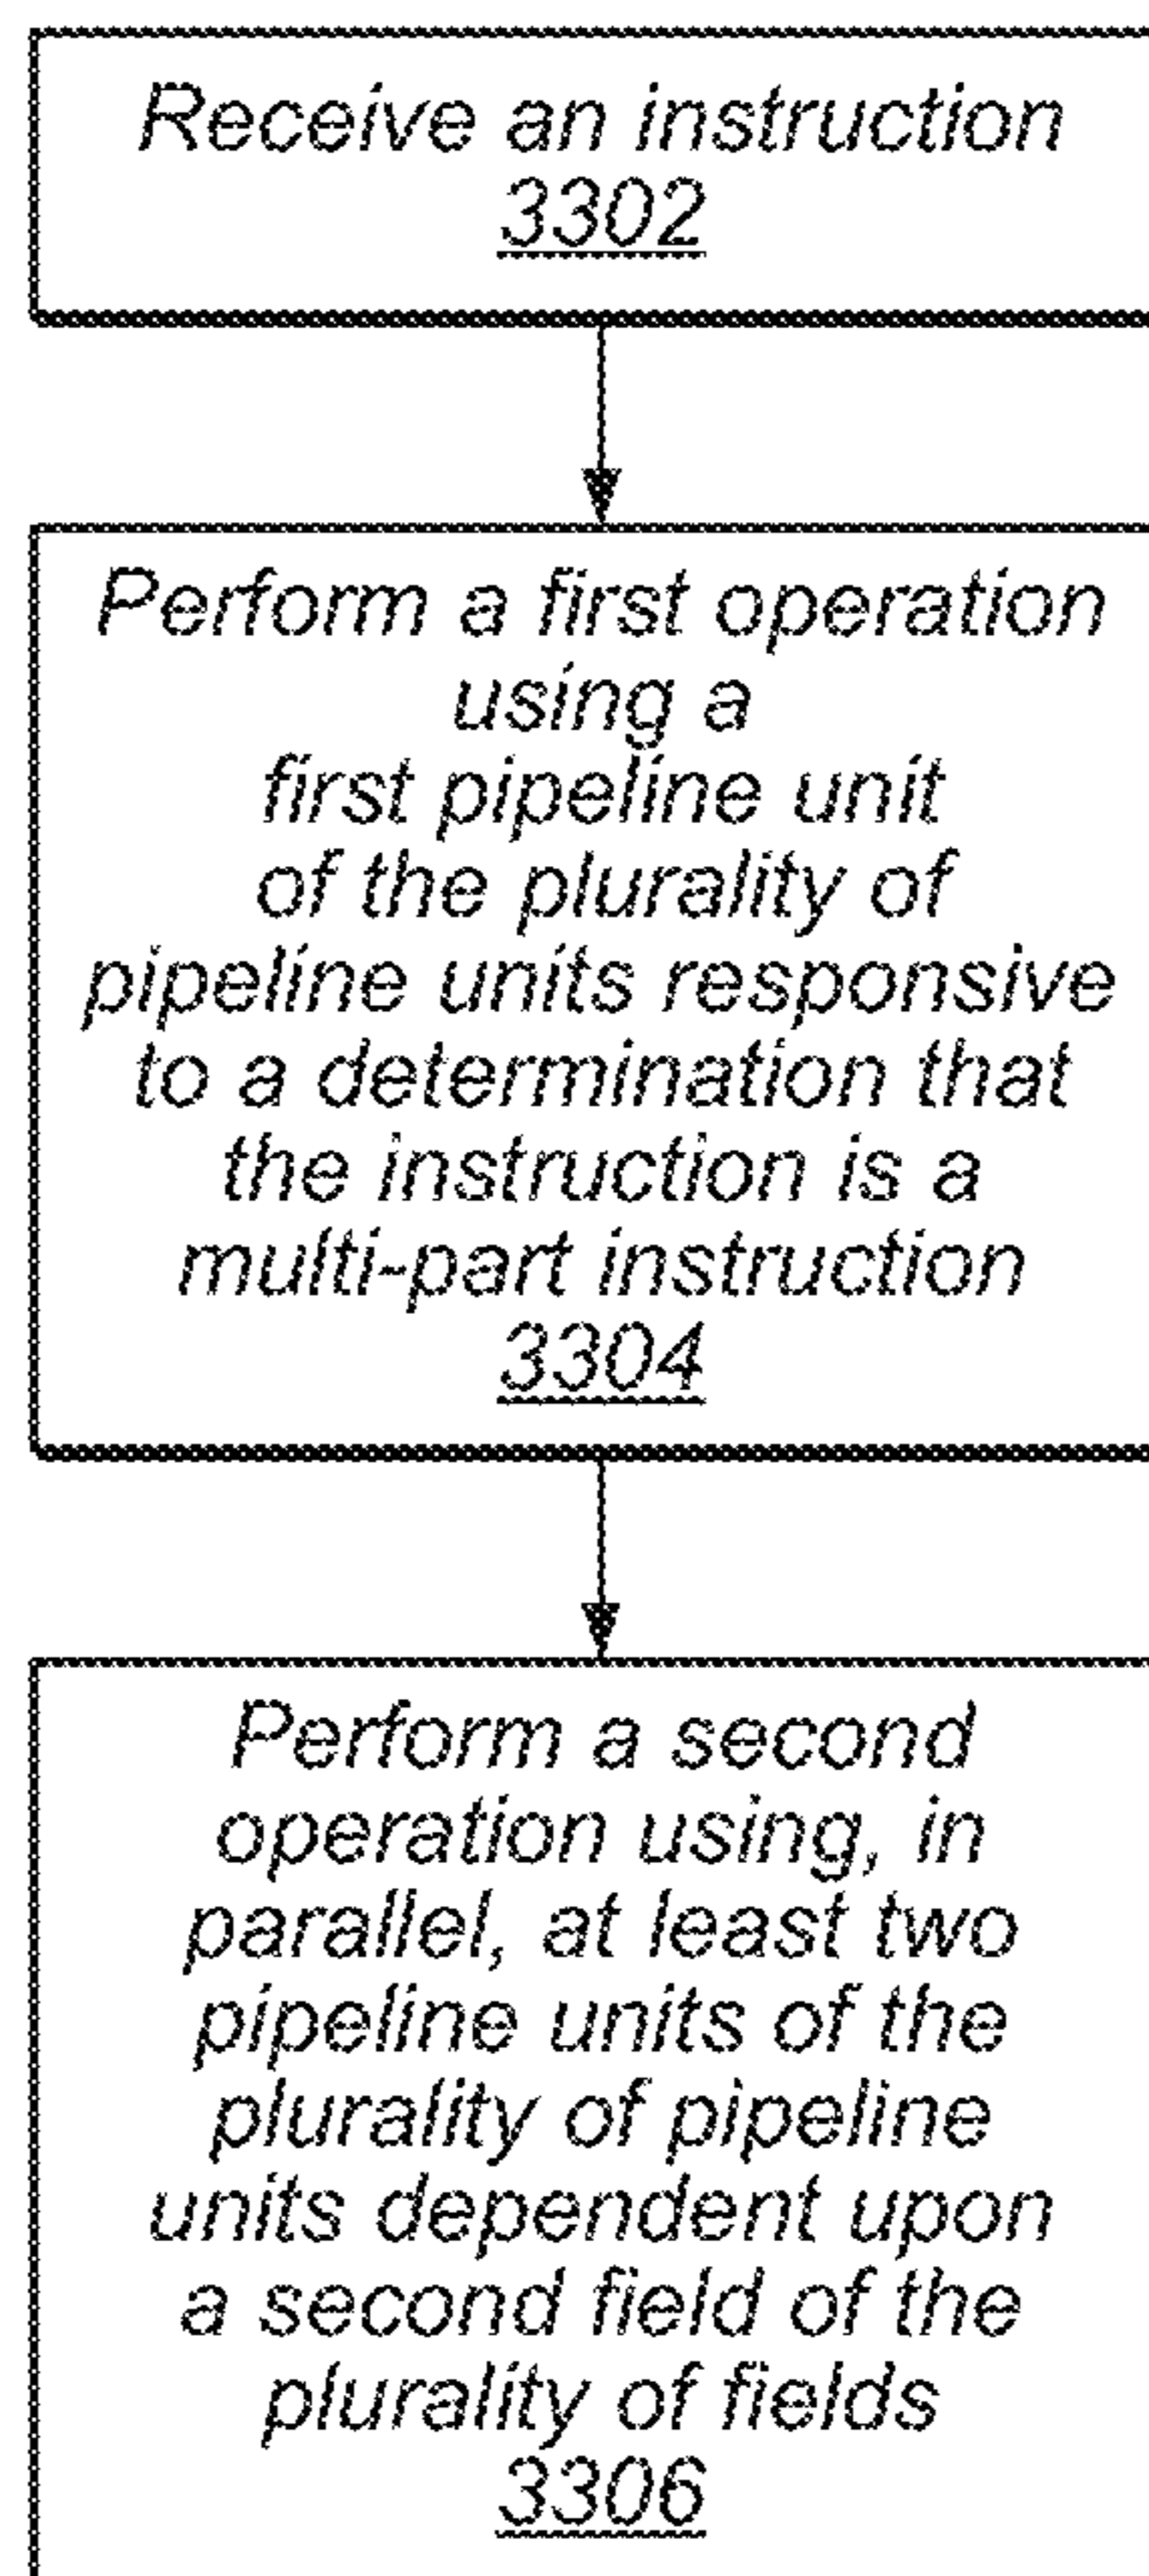 Receive an instruction
3302
Perform a first operation
using a
first pipeline unit
of the plurality of
pipeline units responsive
to a determination that
the instruction is a
multi-part instruction
3304
Perform a second
operation using, in
parallel, at least two
pipeline units of the
plurality of pipeline
units dependent upon
a second field of the
plurality of fields
3306